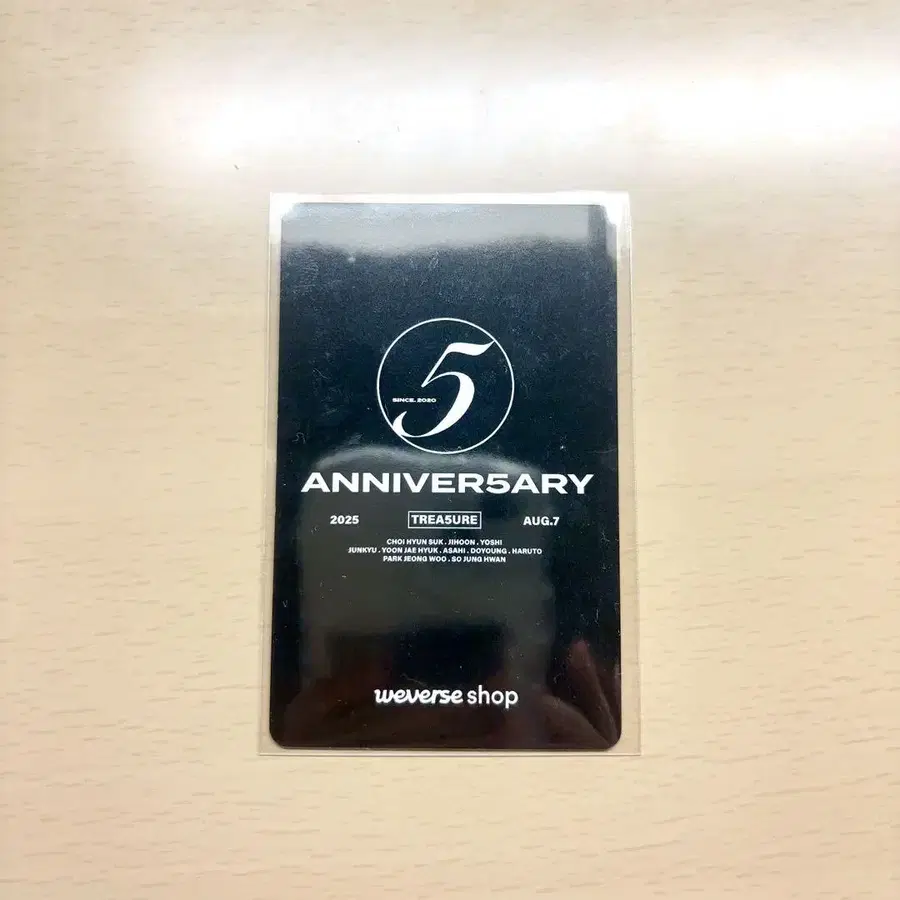 5
SINCE. 2020
ANNIVER5ARY
2025 TREA5URE AUG.7
CHOI HYUN SUK . JIHOON . YOSHI
JUNKYU . YOON JAE HYUK . ASAHI . DOYOUNG . HARUTO
PARK JEONG WOO . SO JUNG HWAN
weverse shop